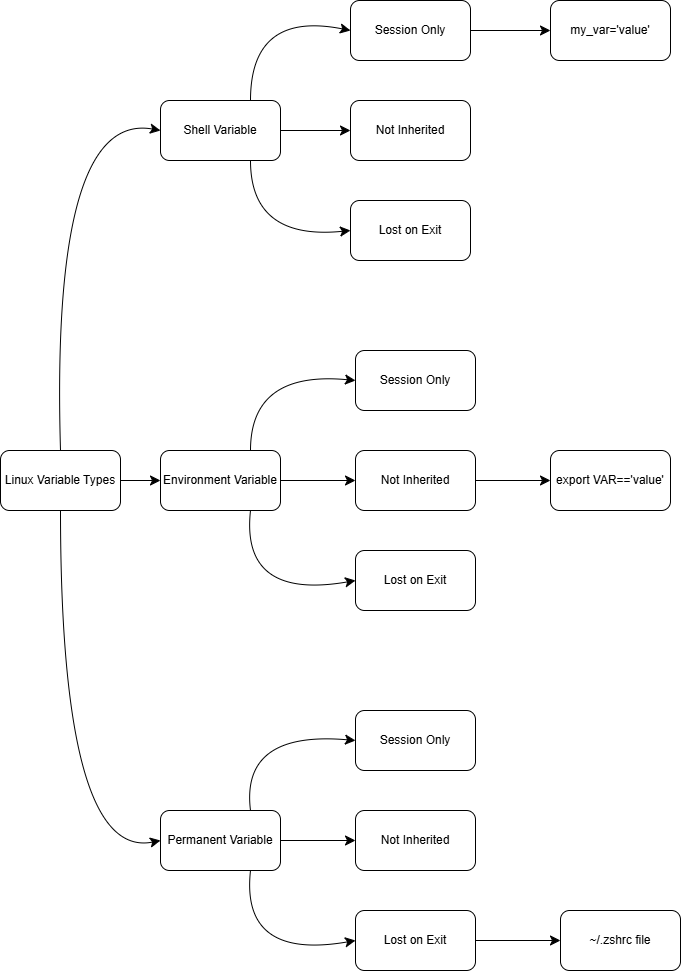 Session Only
my_var='value'
Shell Variable
Not Inherited
Lost on Exit
Session Only
Linux Variable Types
Environment Variable
Not Inherited
export VAR=='value'
Lost on Exit
Session Only
Permanent Variable
Not Inherited
Lost on Exit
~/.zshrc file